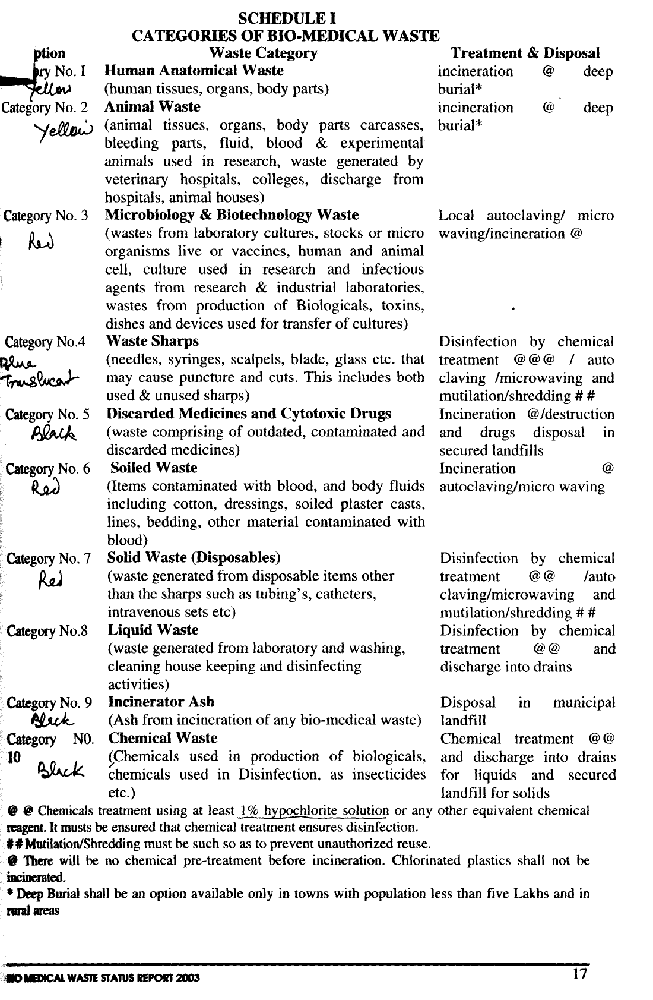 SCHEDULE I
CATEGORIES OF BIO-MEDICAL WASTE
ption Waste Category Treatment & Disposal
ry No. I Human Anatomical Waste incineration @ deep
Yellow (human tissues, organs, body parts) burial*
Category No. 2 Animal Waste incineration @ deep
Yellow (animal tissues, organs, body parts carcasses, burial*
bleeding parts, fluid, blood & experimental
animals used in research, waste generated by
veterinary hospitals, colleges, discharge from
hospitals, animal houses)
Category No. 3 Microbiology & Biotechnology Waste Local autoclaving/ micro
Red (wastes from laboratory cultures, stocks or micro waving/incineration @
organisms live or vaccines, human and animal
cell, culture used in research and infectious
agents from research & industrial laboratories,
wastes from production of Biologicals, toxins,
dishes and devices used for transfer of cultures)
Category No.4 Waste Sharps Disinfection by chemical
Blue (needles, syringes, scalpels, blade, glass etc. that treatment @@@ / auto
Translucent may cause puncture and cuts. This includes both claving /microwaving and
used & unused sharps) mutilation/shredding # #
Category No. 5 Discarded Medicines and Cytotoxic Drugs Incineration @/destruction
Black (waste comprising of outdated, contaminated and and drugs disposal in
discarded medicines) secured landfills
Category No. 6 Soiled Waste Incineration @
Red (Items contaminated with blood, and body fluids autoclaving/micro waving
including cotton, dressings, soiled plaster casts,
lines, bedding, other material contaminated with
blood)
Category No. 7 Solid Waste (Disposables) Disinfection by chemical
Red (waste generated from disposable items other treatment @@ /auto
than the sharps such as tubing's, catheters, claving/microwaving and
intravenous sets etc) mutilation/shredding # #
Category No.8 Liquid Waste Disinfection by chemical
(waste generated from laboratory and washing, treatment @@ and
cleaning house keeping and disinfecting discharge into drains
activities)
Category No. 9 Incinerator Ash Disposal in municipal
Black (Ash from incineration of any bio-medical waste) landfill
Category NO. Chemical Waste Chemical treatment @@
10 (Chemicals used in production of biologicals, and discharge into drains
Black chemicals used in Disinfection, as insecticides for liquids and secured
etc.) landfill for solids
@ @ Chemicals treatment using at least 1% hypochlorite solution or any other equivalent chemical
reagent. It musts be ensured that chemical treatment ensures disinfection.
# # Mutilation/Shredding must be such so as to prevent unauthorized reuse.
@ There will be no chemical pre-treatment before incineration. Chlorinated plastics shall not be
incinerated.
* Deep Burial shall be an option available only in towns with population less than five Lakhs and in
rural areas
BIO MEDICAL WASTE STATUS REPORT 2003 17